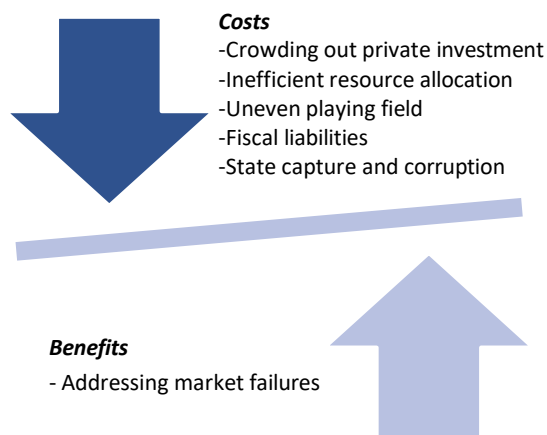 Costs
-Crowding out private investment
-Inefficient resource allocation
-Uneven playing field
-Fiscal liabilities
-State capture and corruption
Benefits
- Addressing market failures